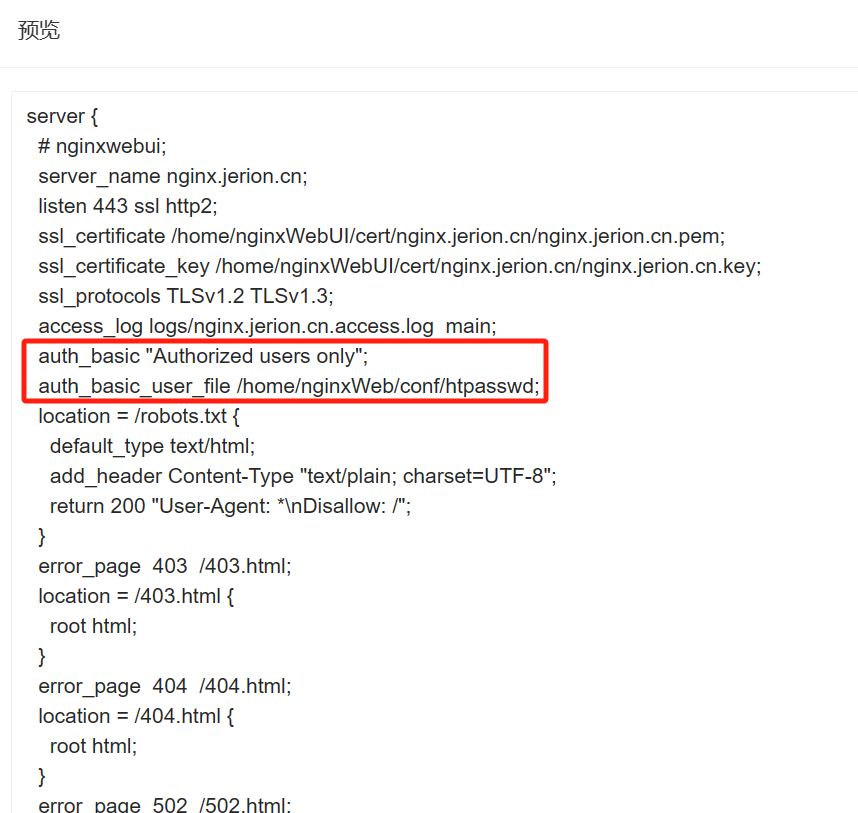 预览
server {
# nginxwebui;
server_name nginx.jerion.cn;
listen 443 ssl http2;
ssl_certificate /home/nginxWebUI/cert/nginx.jerion.cn/nginx.jerion.cn.pem;
ssl_certificate_key /home/nginxWebUI/cert/nginx.jerion.cn/nginx.jerion.cn.key;
ssl_protocols TLSv1.2 TLSv1.3;
access_log logs/nginx.jerion.cn.access.log  main;
auth_basic "Authorized users only";
auth_basic_user_file /home/nginxWeb/conf/htpasswd;
location = /robots.txt {
default_type text/html;
add_header Content-Type "text/plain; charset=UTF-8";
return 200 "User-Agent: *\nDisallow: /";
}
error_page  403  /403.html;
location = /403.html {
root html;
}
error_page  404  /404.html;
location = /404.html {
root html;
}
error_page  502  /502.html;